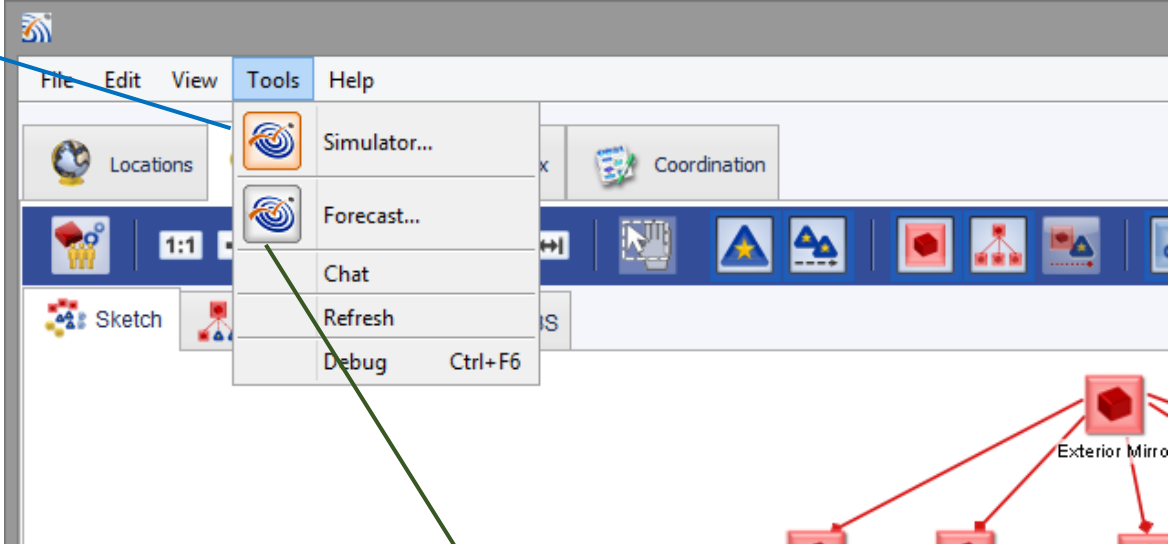 File Edit View Tools Help
Simulator...
Locations x Coordination
Forecast...
1:1
Chat
Sketch Refresh BS
Debug Ctrl+F6
Exterior Mirro